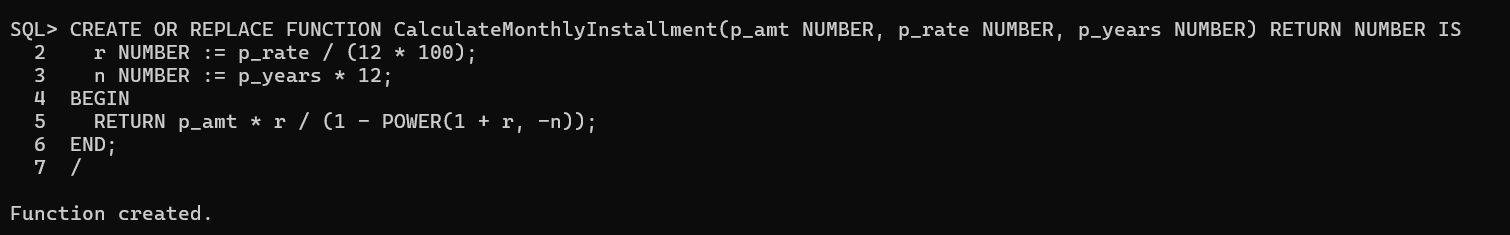 SQL> CREATE OR REPLACE FUNCTION CalculateMonthlyInstallment(p_amt NUMBER, p_rate NUMBER, p_years NUMBER) RETURN NUMBER IS
  2    r NUMBER := p_rate / (12 * 100);
  3    n NUMBER := p_years * 12;
  4  BEGIN
  5    RETURN p_amt * r / (1 - POWER(1 + r, -n));
  6  END;
  7  /
Function created.